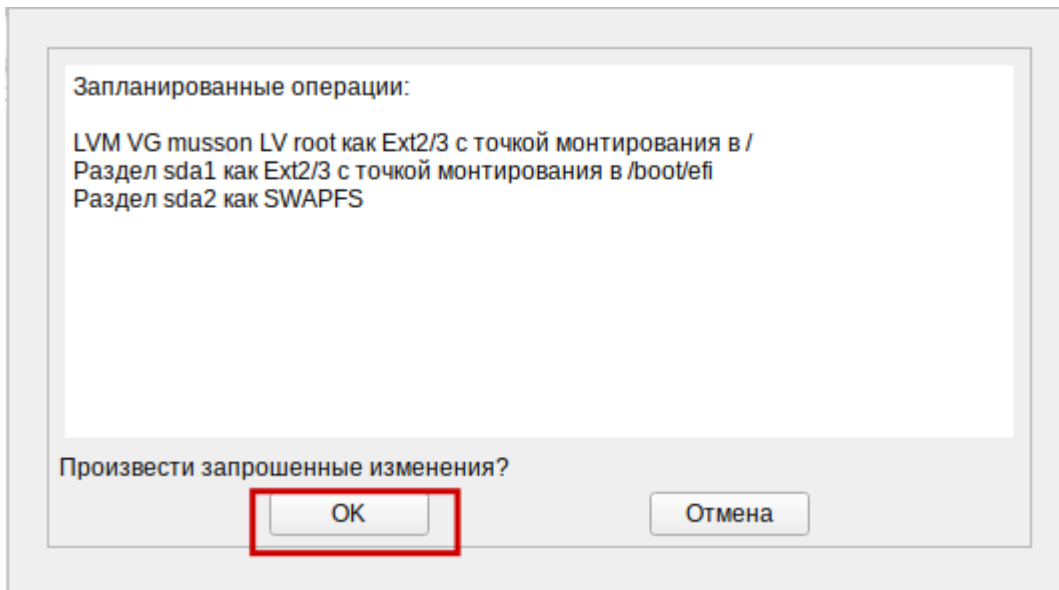 Запланированные операции:
LVM VG musson LV root как Ext2/3 с точкой монтирования в /
Раздел sda1 как Ext2/3 с точкой монтирования в /boot/efi
Раздел sda2 как SWAPFS
Произвести запрошенные изменения?
OK
Отмена